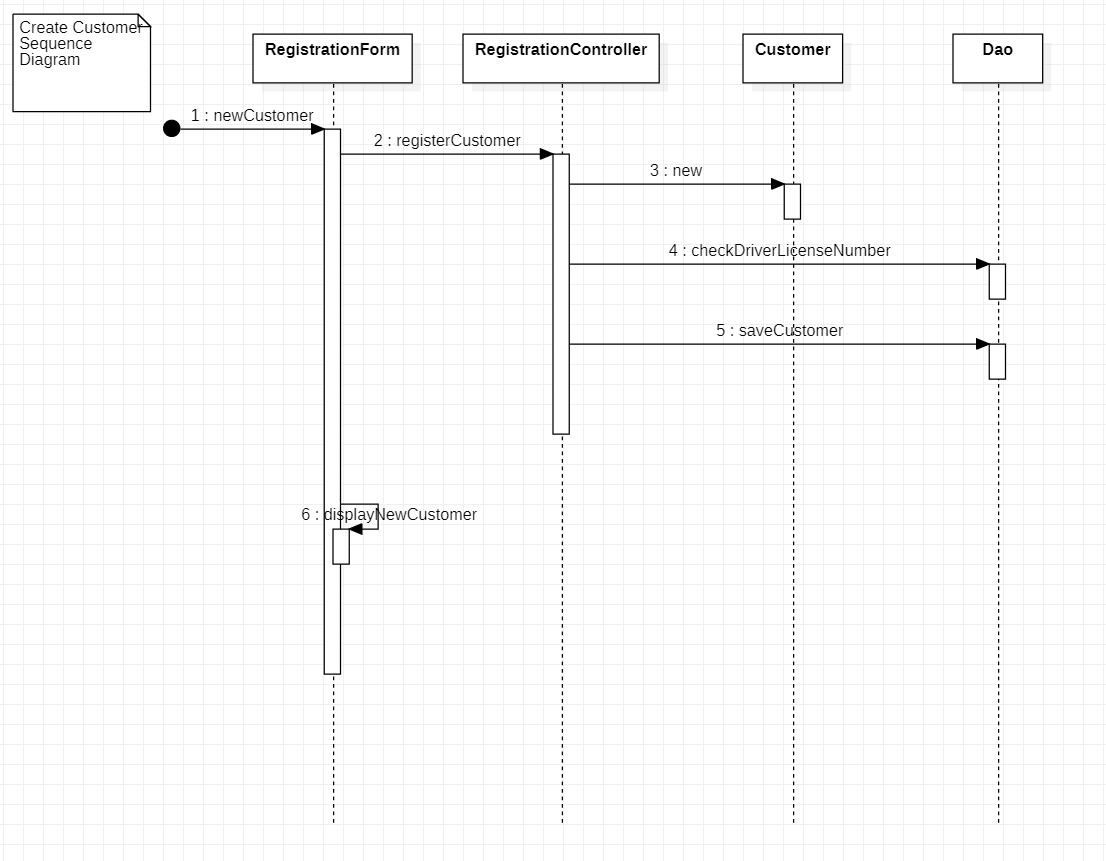 Create Customer
Sequence
Diagram
RegistrationForm
RegistrationController
Customer
Dao
1 : newCustomer
2 : registerCustomer
3 : new
4 : checkDriverLicenseNumber
5 : saveCustomer
6 : displayNewCustomer